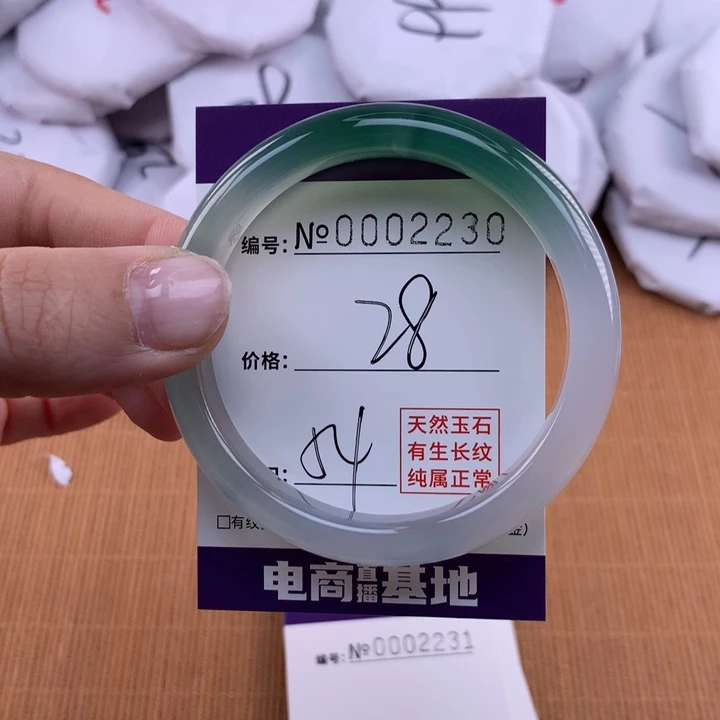 编号: №0002230
价格: 28
54
天然玉石
有生长纹
纯属正常
□有纹
电商直播基地
编号: №0002231